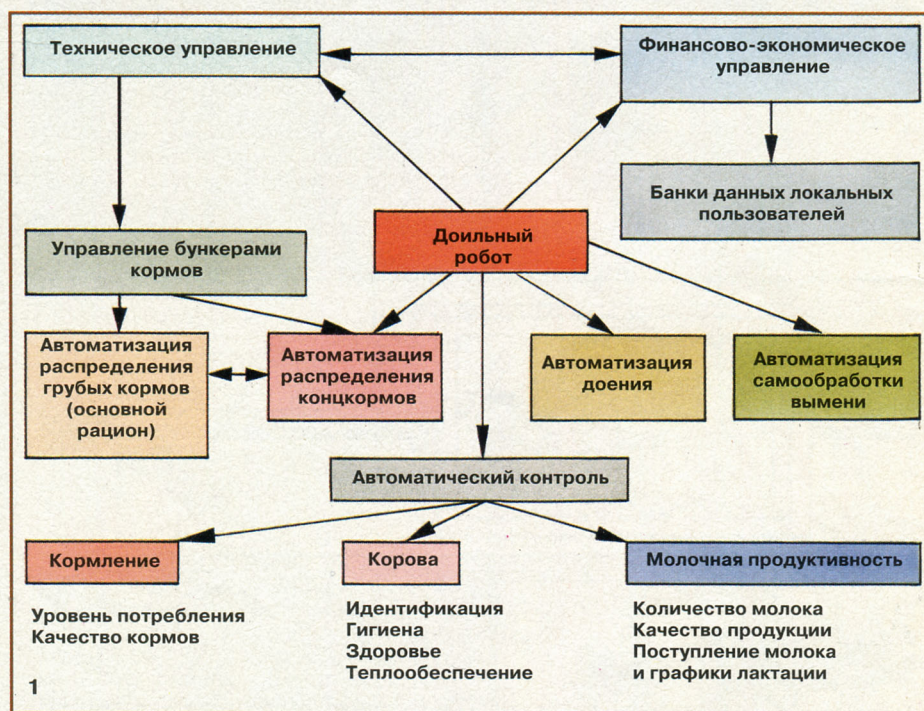 Техническое управление
Финансово-экономическое
управление
Банки данных локальных
пользователей
Доильный
робот
Управление бункерами
кормов
Автоматизация
распределения
грубых кормов
(основной
рацион)
Автоматизация
распределения
концкормов
Автоматизация
доения
Автоматизация
самообработки
вымени
Автоматический контроль
Кормление
Корова
Молочная продуктивность
Уровень потребления
Качество кормов
Идентификация
Гигиена
Здоровье
Теплообеспечение
Количество молока
Качество продукции
Поступление молока
и графики лактации
1